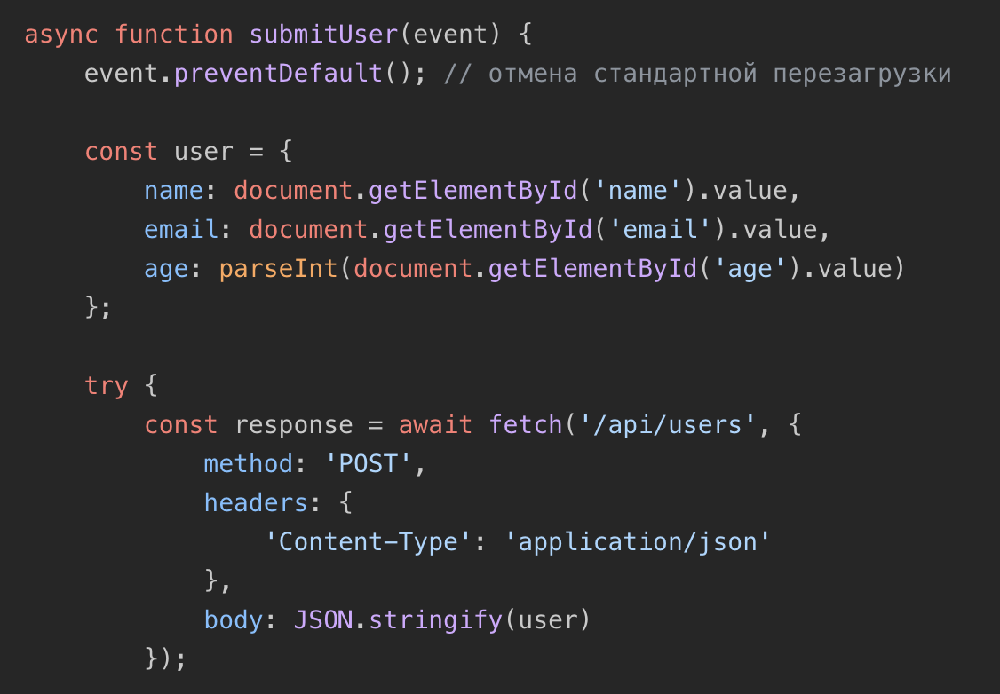 async function submitUser(event) {
    event.preventDefault(); // отмена стандартной перезагрузки

    const user = {
        name: document.getElementById('name').value,
        email: document.getElementById('email').value,
        age: parseInt(document.getElementById('age').value)
    };

    try {
        const response = await fetch('/api/users', {
            method: 'POST',
            headers: {
                'Content-Type': 'application/json'
            },
            body: JSON.stringify(user)
        });